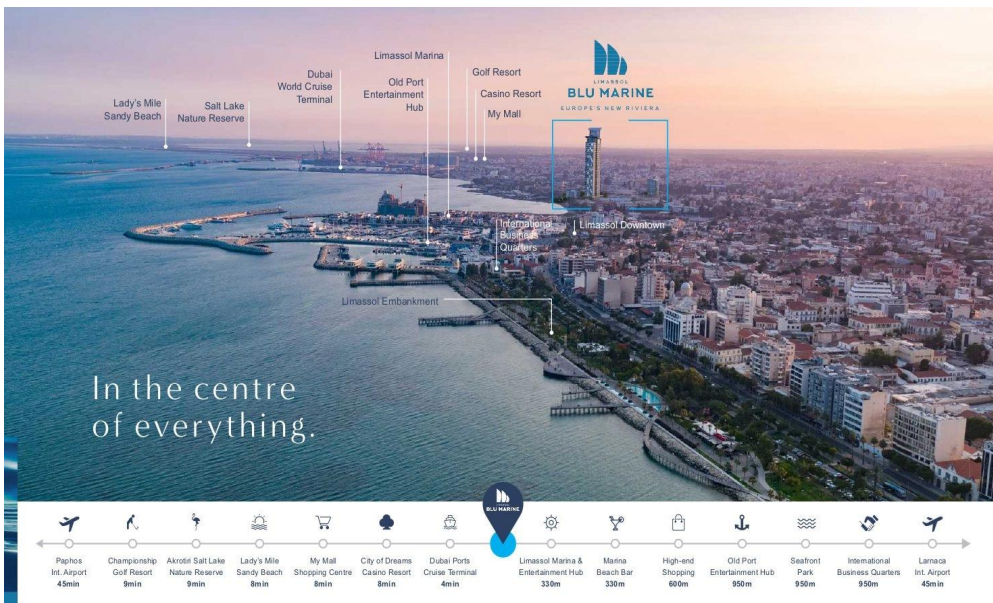 Limassol Marina
Dubai
World Cruise
Terminal
Old Port
Entertainment
Hub
Golf Resort
Casino Resort
My Mall
Lady's Mile
Sandy Beach
Salt Lake
Nature Reserve
LIMASSOL
BLU MARINE
EUROPE'S NEW RIVIERA
International
Business
Quarters
Limassol Downtown
Limassol Embankment
In the centre
of everything.
BLU MARINE
Paphos
Int. Airport
45min
Championship
Golf Resort
9min
Akrotiri Salt Lake
Nature Reserve
9min
Lady's Mile
Sandy Beach
8min
My Mall
Shopping Centre
8min
City of Dreams
Casino Resort
8min
Dubai Ports
Cruise Terminal
4min
Limassol Marina &
Entertainment Hub
330m
Marina
Beach Bar
330m
High-end
Shopping
600m
Old Port
Entertainment Hub
950m
Seafront
Park
950m
International
Business Quarters
950m
Larnaca
Int. Airport
45min